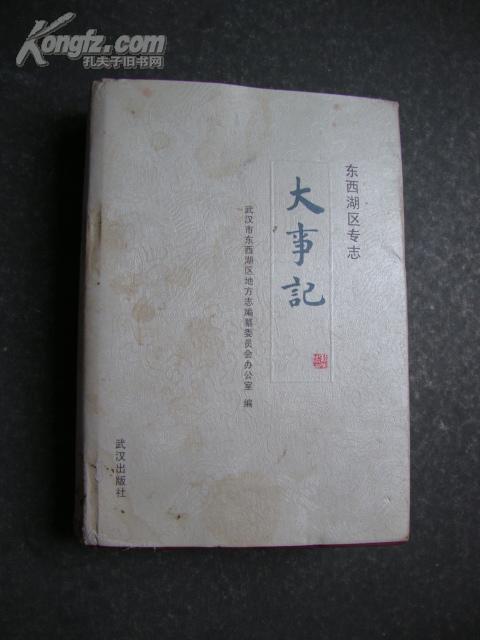 Kongfz.com
孔夫子旧书网
东西湖区专志
大事記
武汉市东西湖区地方志编纂委员会办公室 编
武汉出版社